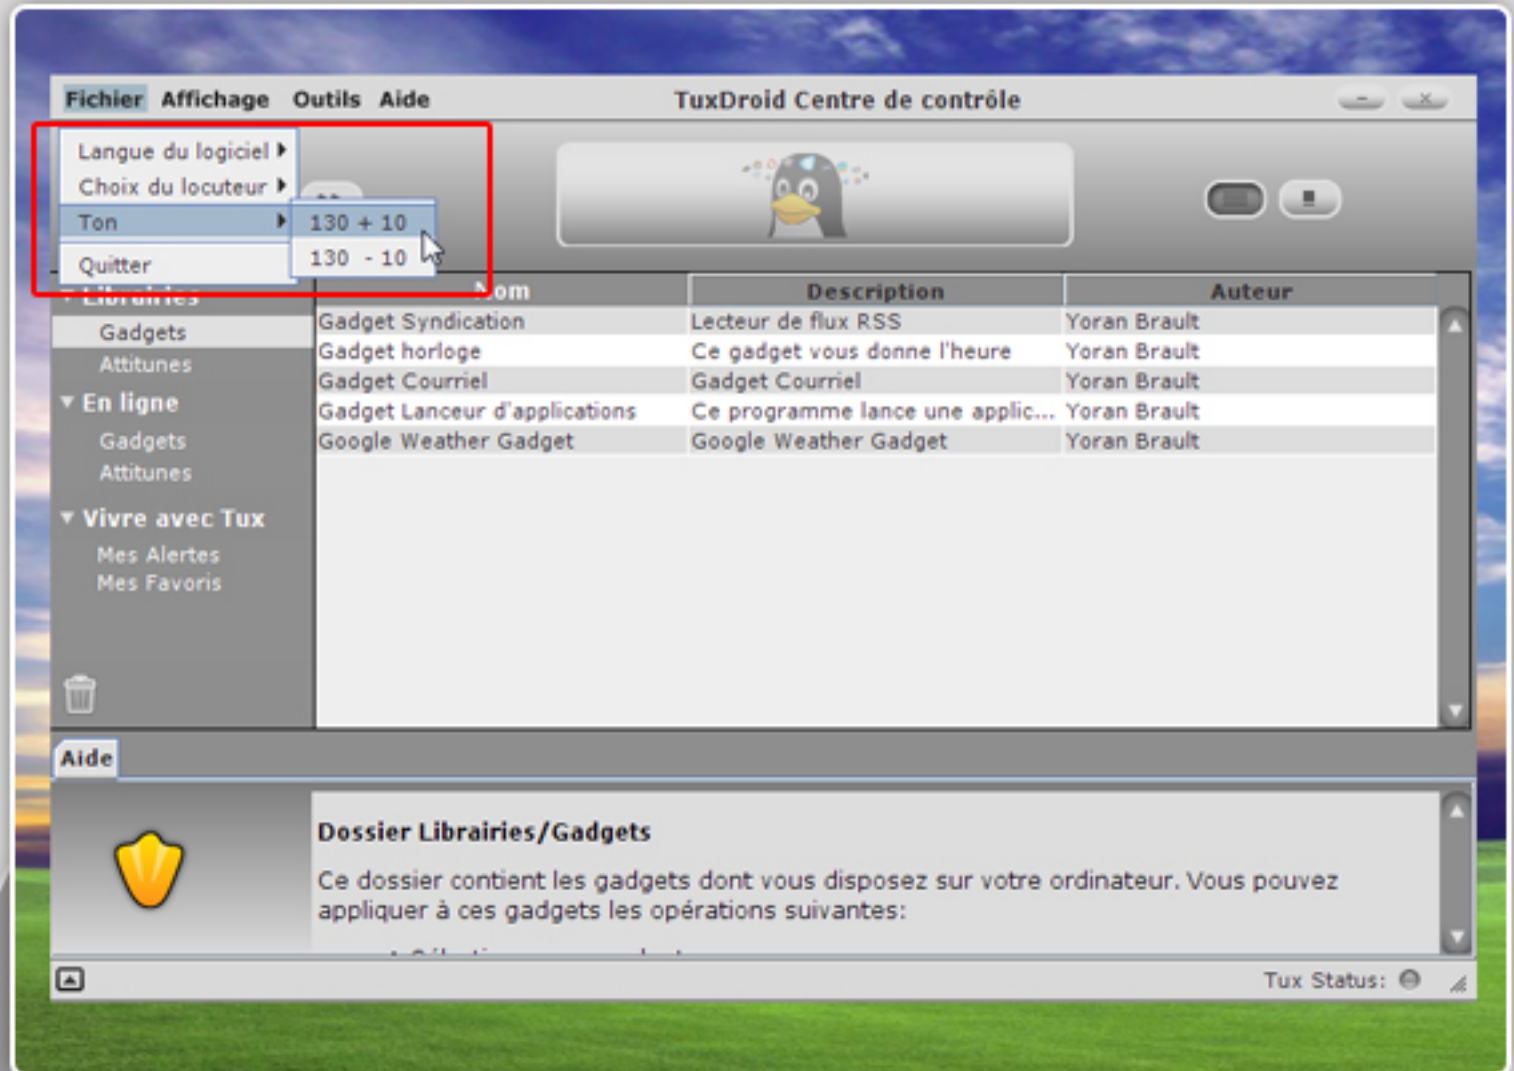 Fichier Affichage Outils Aide TuxDroid Centre de contrôle
Langue du logiciel
Choix du locuteur
Ton 130 + 10
130 - 10
Quitter
Librairies
Gadgets
Attitunes
En ligne
Gadgets
Attitunes
Vivre avec Tux
Mes Alertes
Mes Favoris
Nom Description Auteur
Gadget Syndication Lecteur de flux RSS Yoran Brault
Gadget horloge Ce gadget vous donne l'heure Yoran Brault
Gadget Courriel Gadget Courriel Yoran Brault
Gadget Lanceur d'applications Ce programme lance une applic... Yoran Brault
Google Weather Gadget Google Weather Gadget Yoran Brault
Aide
Dossier Librairies/Gadgets
Ce dossier contient les gadgets dont vous disposez sur votre ordinateur. Vous pouvez
appliquer à ces gadgets les opérations suivantes:
Tux Status: